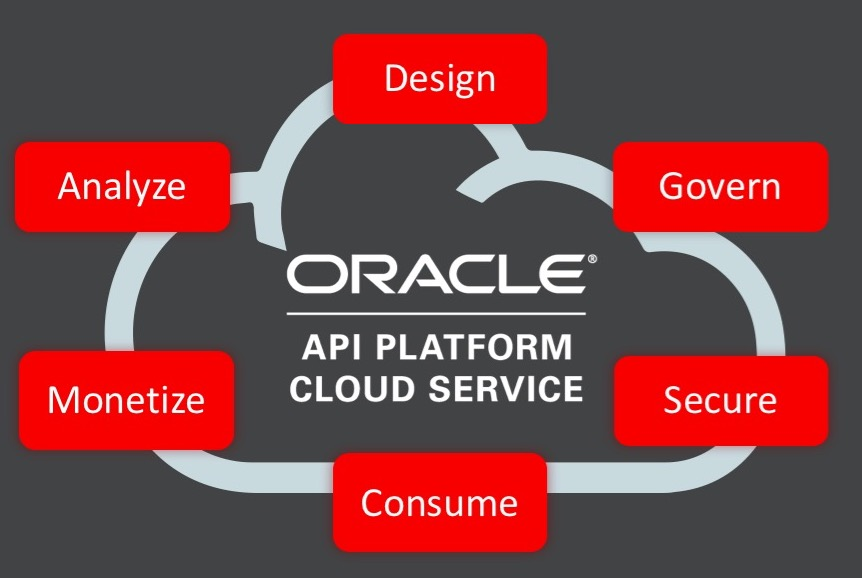 Design
Analyze
Govern
ORACLE®
API PLATFORM
CLOUD SERVICE
Monetize
Secure
Consume